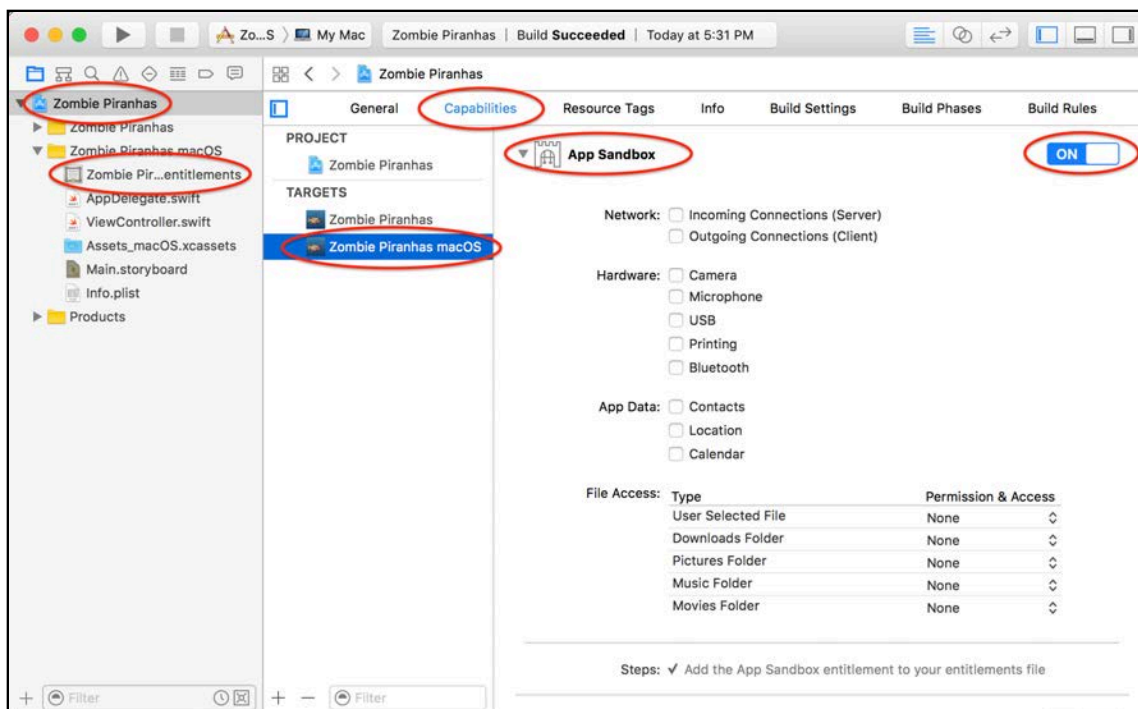 Zo...S My Mac Zombie Piranhas | Build Succeeded | Today at 5:31 PM
Zombie Piranhas
Zombie Piranhas
Zombie Piranhas
Zombie Piranhas macOS
Zombie Pir...entitlements
AppDelegate.swift
ViewController.swift
Assets_macOS.xcassets
Main.storyboard
Info.plist
Products
Filter
General Capabilities Resource Tags Info Build Settings Build Phases Build Rules
PROJECT
Zombie Piranhas
TARGETS
Zombie Piranhas
Zombie Piranhas macOS
Filter
App Sandbox ON
Network: Incoming Connections (Server)
Outgoing Connections (Client)
Hardware: Camera
Microphone
USB
Printing
Bluetooth
App Data: Contacts
Location
Calendar
File Access: Type Permission & Access
User Selected File None
Downloads Folder None
Pictures Folder None
Music Folder None
Movies Folder None
Steps: ✓ Add the App Sandbox entitlement to your entitlements file